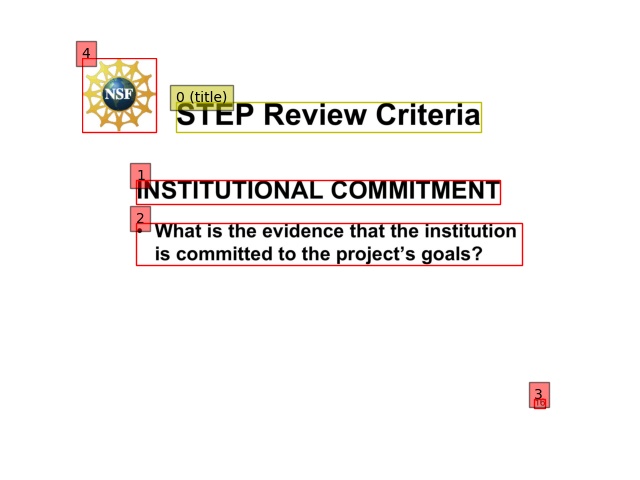 4
NSF
0 (title)
STEP Review Criteria
1
INSTITUTIONAL COMMITMENT
2
• What is the evidence that the institution
is committed to the project’s goals?
3